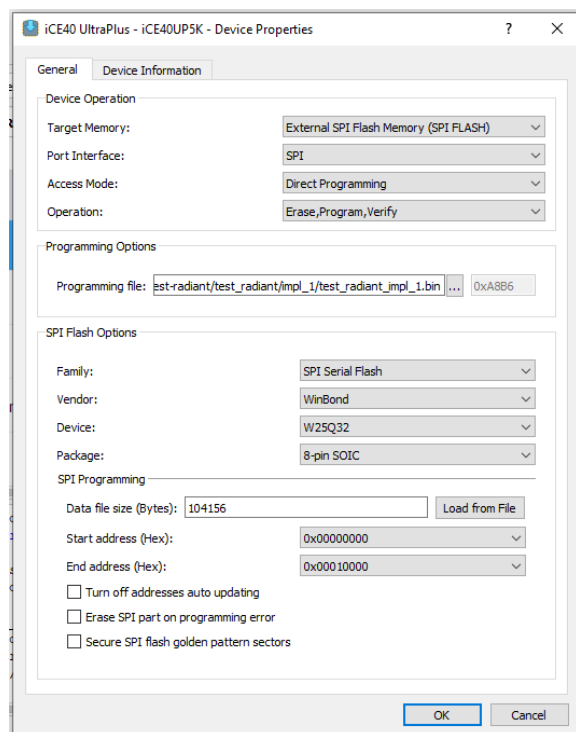 iCE40 UltraPlus - iCE40UP5K - Device Properties ?
General Device Information
Device Operation
Target Memory: External SPI Flash Memory (SPI FLASH)
Port Interface: SPI
Access Mode: Direct Programming
Operation: Erase,Program,Verify
Programming Options
Programming file: est-radiant/test_radiant/impl_1/test_radiant_impl_1.bin ... 0xA8B6
SPI Flash Options
Family: SPI Serial Flash
Vendor: WinBond
Device: W25Q32
Package: 8-pin SOIC
SPI Programming
Data file size (Bytes): 104156 Load from File
Start address (Hex): 0x00000000
End address (Hex): 0x00010000
Turn off addresses auto updating
Erase SPI part on programming error
Secure SPI flash golden pattern sectors
OK Cancel